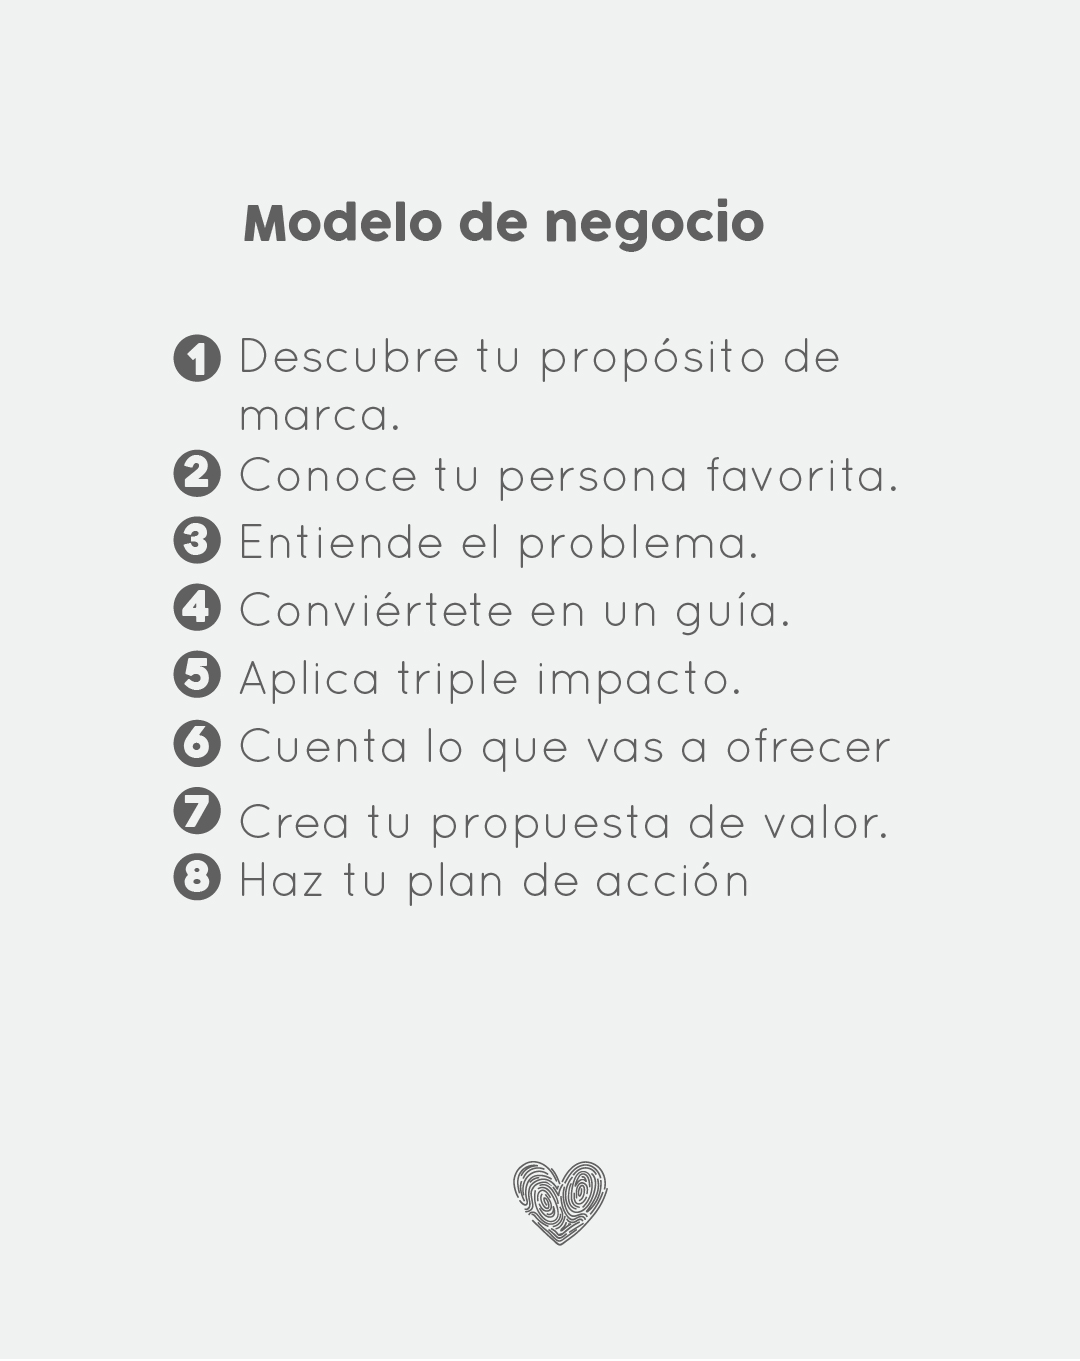 Modelo de negocio
1 Descubre tu propósito de
marca.
2 Conoce tu persona favorita.
3 Entiende el problema.
4 Conviértete en un guía.
5 Aplica triple impacto.
6 Cuenta lo que vas a ofrecer
7 Crea tu propuesta de valor.
8 Haz tu plan de acción